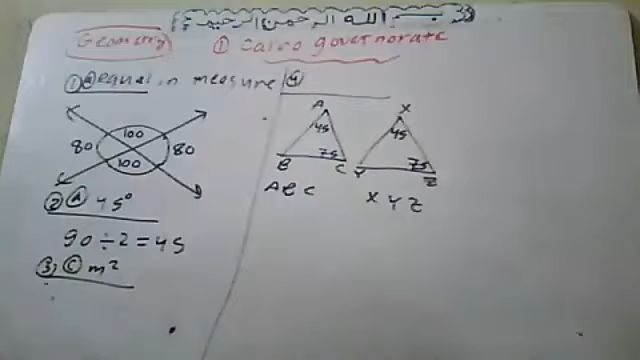 بسم الله الرحمن الرحيم
Geometry ① Cairo governorate
① ⓐ equal in measure
100
80 80
100
② Ⓐ 45°
90 ÷ 2 = 45
③ Ⓒ m²
④
A X
45 45
75 75
B C Y Z
ABC XYZ